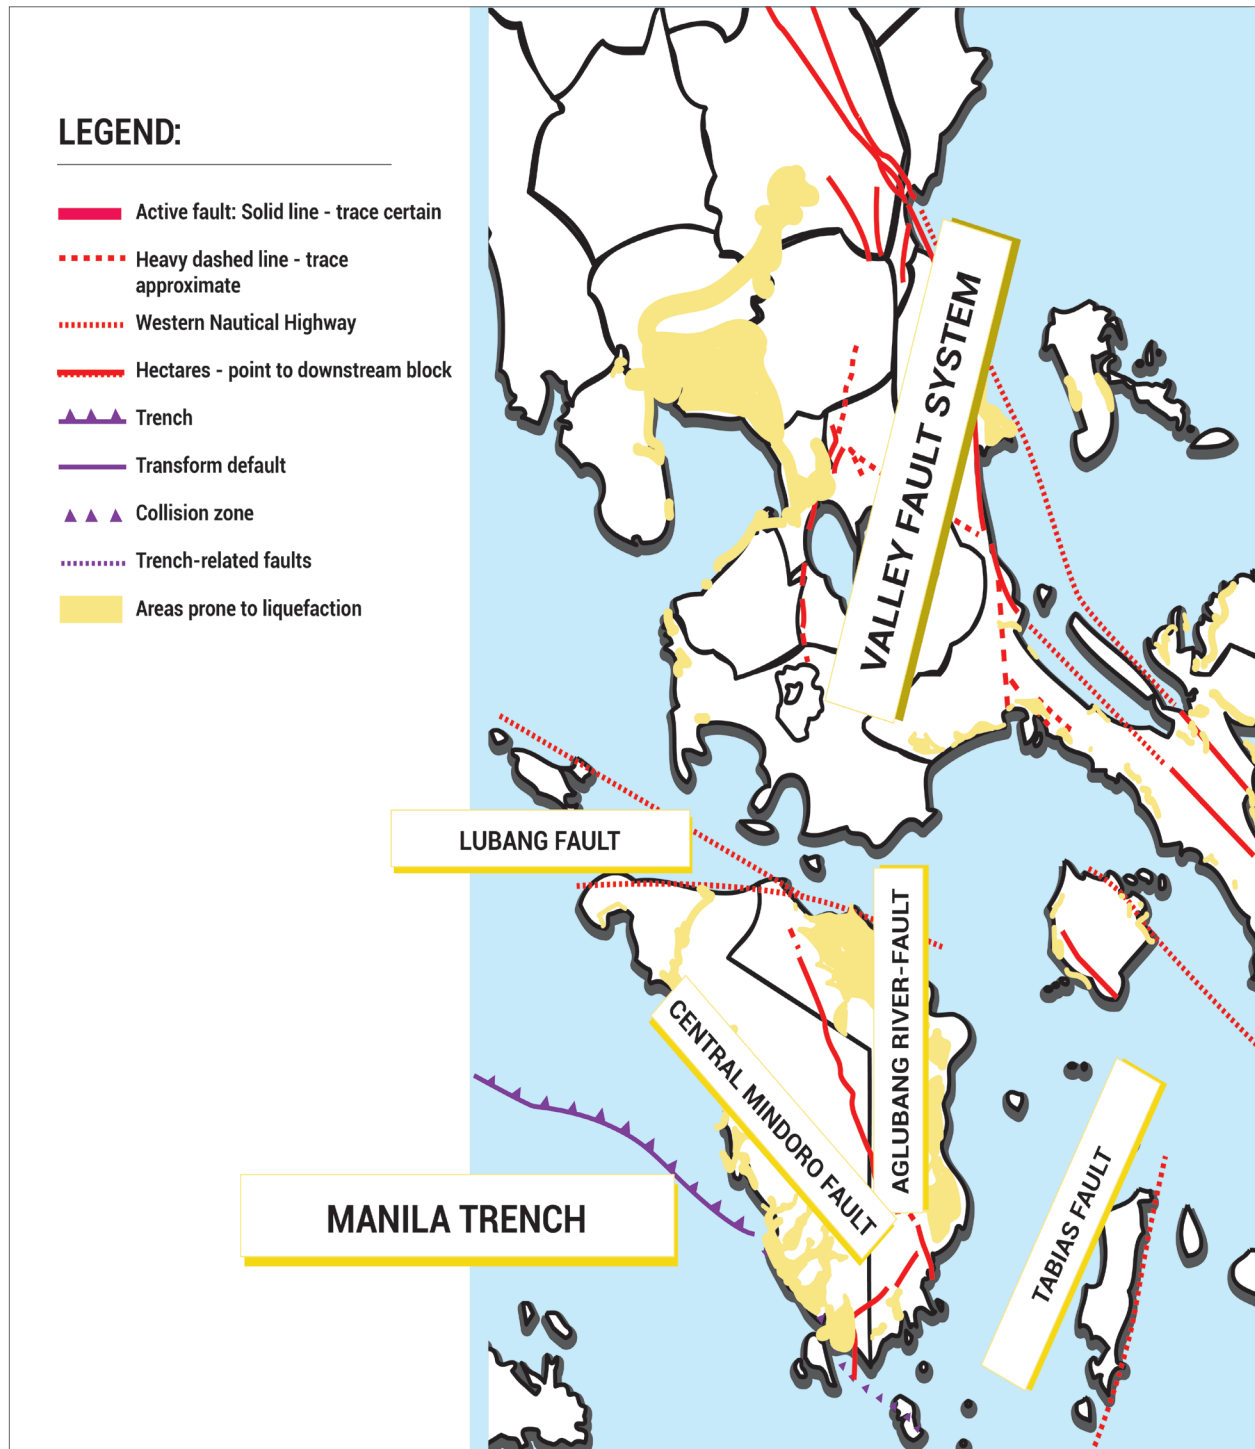 LEGEND:
Active fault: Solid line - trace certain
Heavy dashed line - trace
approximate
Western Nautical Highway
Hectares - point to downstream block
Trench
Transform default
Collision zone
Trench-related faults
Areas prone to liquefaction
VALLEY FAULT SYSTEM
LUBANG FAULT
AGLUBANG RIVER-FAULT
CENTRAL MINDORO FAULT
MANILA TRENCH
TABIAS FAULT